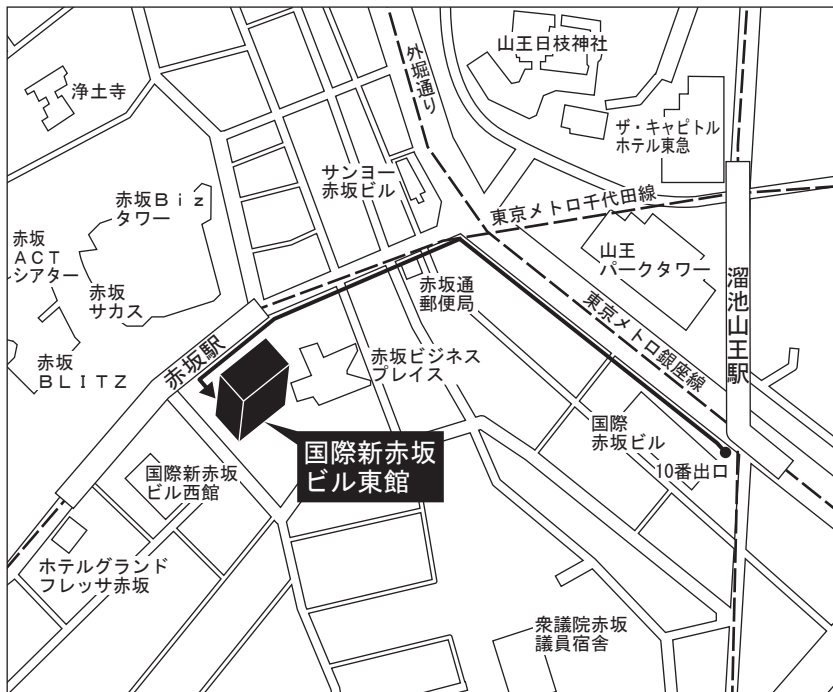 山王日枝神社
外堀通り
浄土寺
ザ・キャピトル
ホテル東急
サンヨー
赤坂ビル
赤坂Ｂｉｚ
タワー
東京メトロ千代田線
赤坂
ＡＣＴ
シアター
山王
パークタワー
赤坂通
郵便局
赤坂
サカス
溜池山王駅
東京メトロ銀座線
赤坂駅
赤坂ビジネス
プレイス
赤坂
ＢＬＩＴＺ
国際
赤坂ビル
国際新赤坂
ビル東館
10番出口
国際新赤坂
ビル西館
ホテルグランド
フレッサ赤坂
衆議院赤坂
議員宿舎